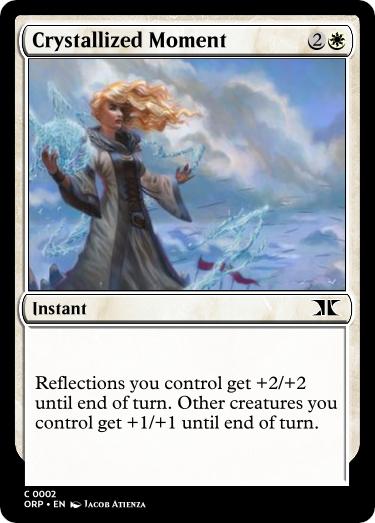 Crystallized Moment 2
Instant
Reflections you control get +2/+2
until end of turn. Other creatures you
control get +1/+1 until end of turn.
C 0002
ORP • EN Jacob Atienza